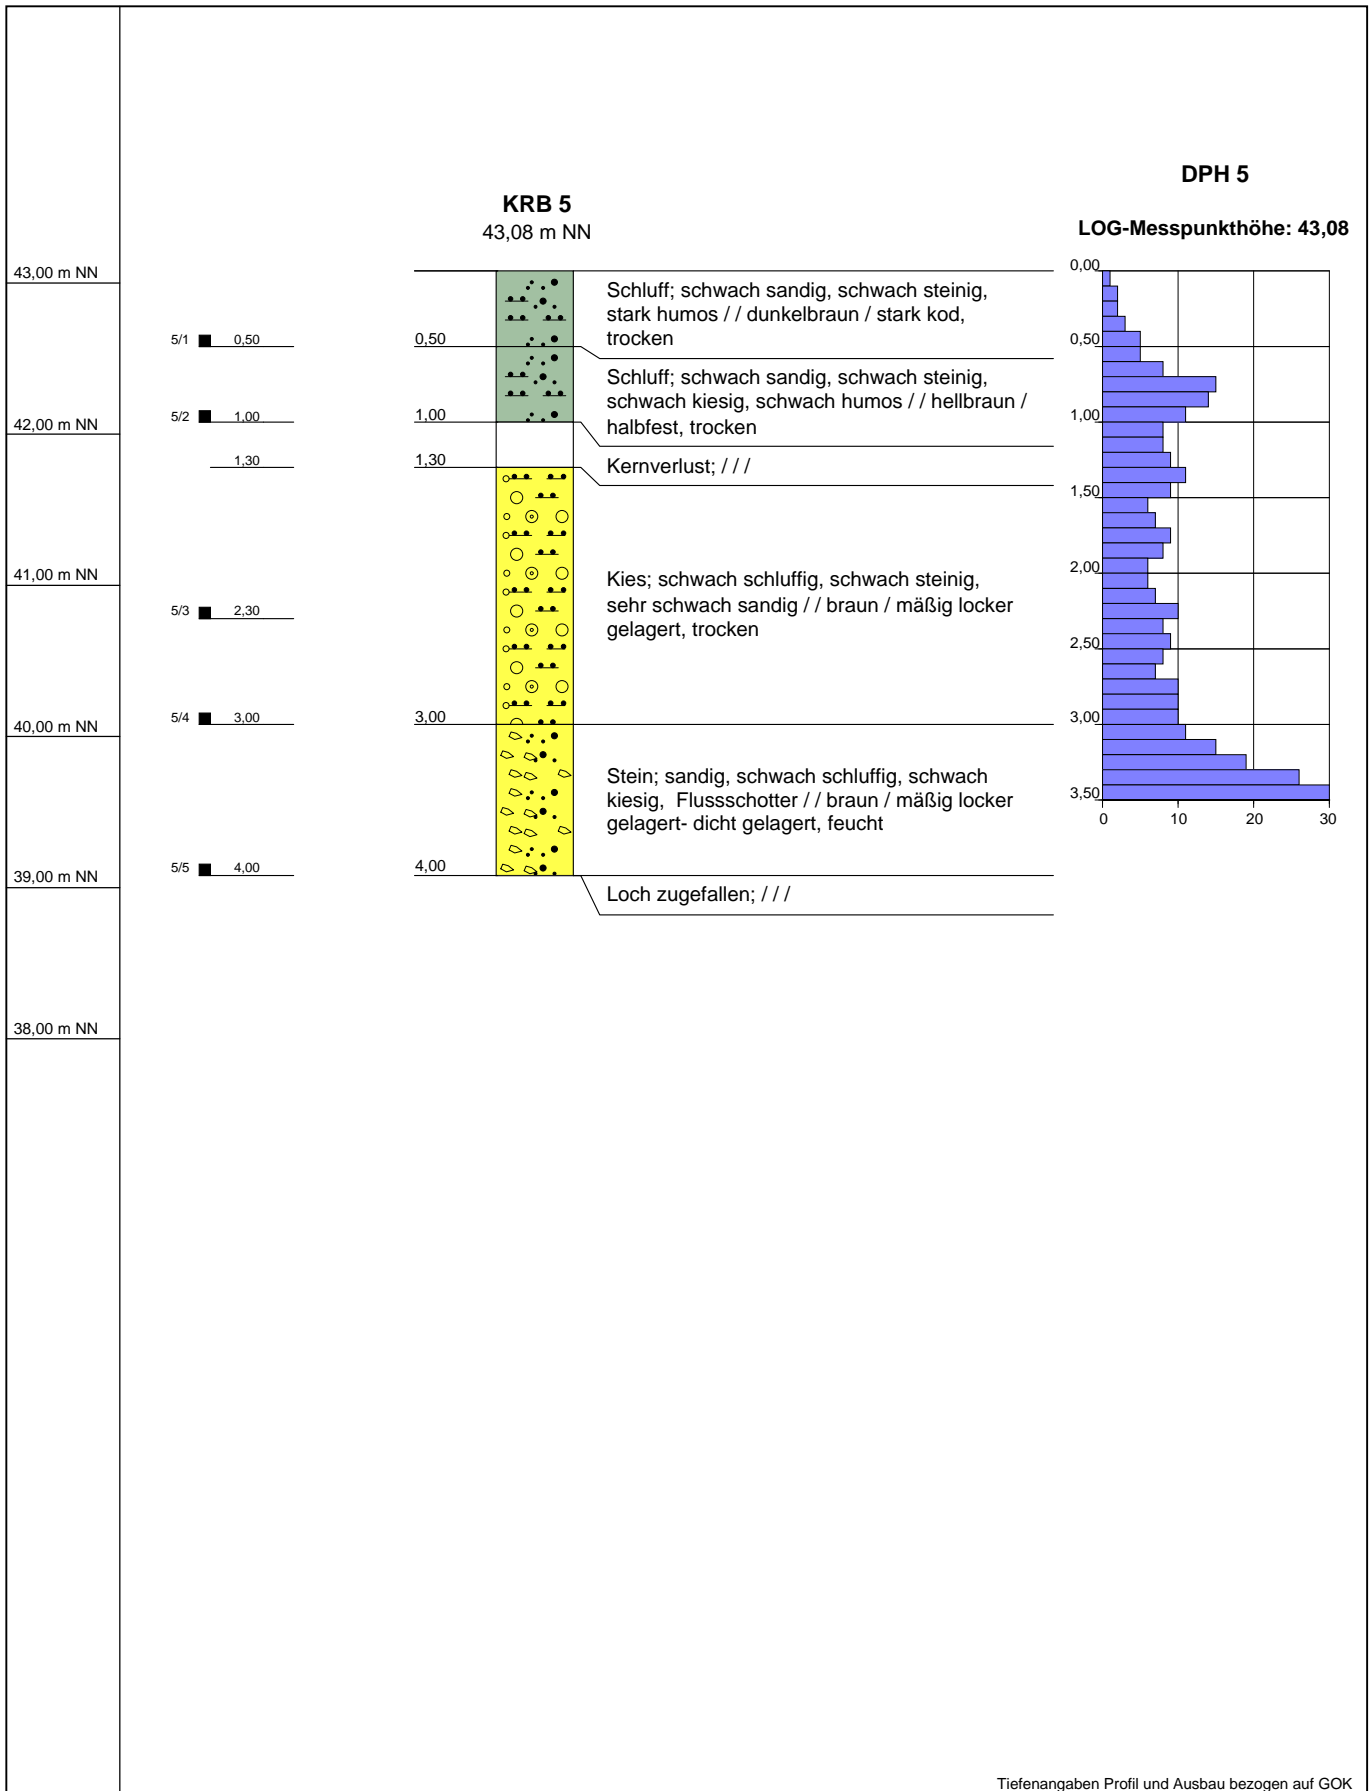 DPH 5
KRB 5
43,08 m NN
LOG-Messpunkthöhe: 43,08
43,00 m NN
42,00 m NN
41,00 m NN
40,00 m NN
39,00 m NN
38,00 m NN
5/1 0,50
5/2 1,00
1,30
5/3 2,30
5/4 3,00
5/5 4,00
0,50
1,00
1,30
3,00
4,00
Schluff; schwach sandig, schwach steinig,
stark humos / / dunkelbraun / stark kod,
trocken
Schluff; schwach sandig, schwach steinig,
schwach kiesig, schwach humos / / hellbraun /
halbfest, trocken
Kernverlust; / / /
Kies; schwach schluffig, schwach steinig,
sehr schwach sandig / / braun / mäßig locker
gelagert, trocken
Stein; sandig, schwach schluffig, schwach
kiesig, Flussschotter / / braun / mäßig locker
gelagert- dicht gelagert, feucht
Loch zugefallen; / / /
0,00
0,50
1,00
1,50
2,00
2,50
3,00
3,50
0 10 20 30
Tiefenangaben Profil und Ausbau bezogen auf GOK